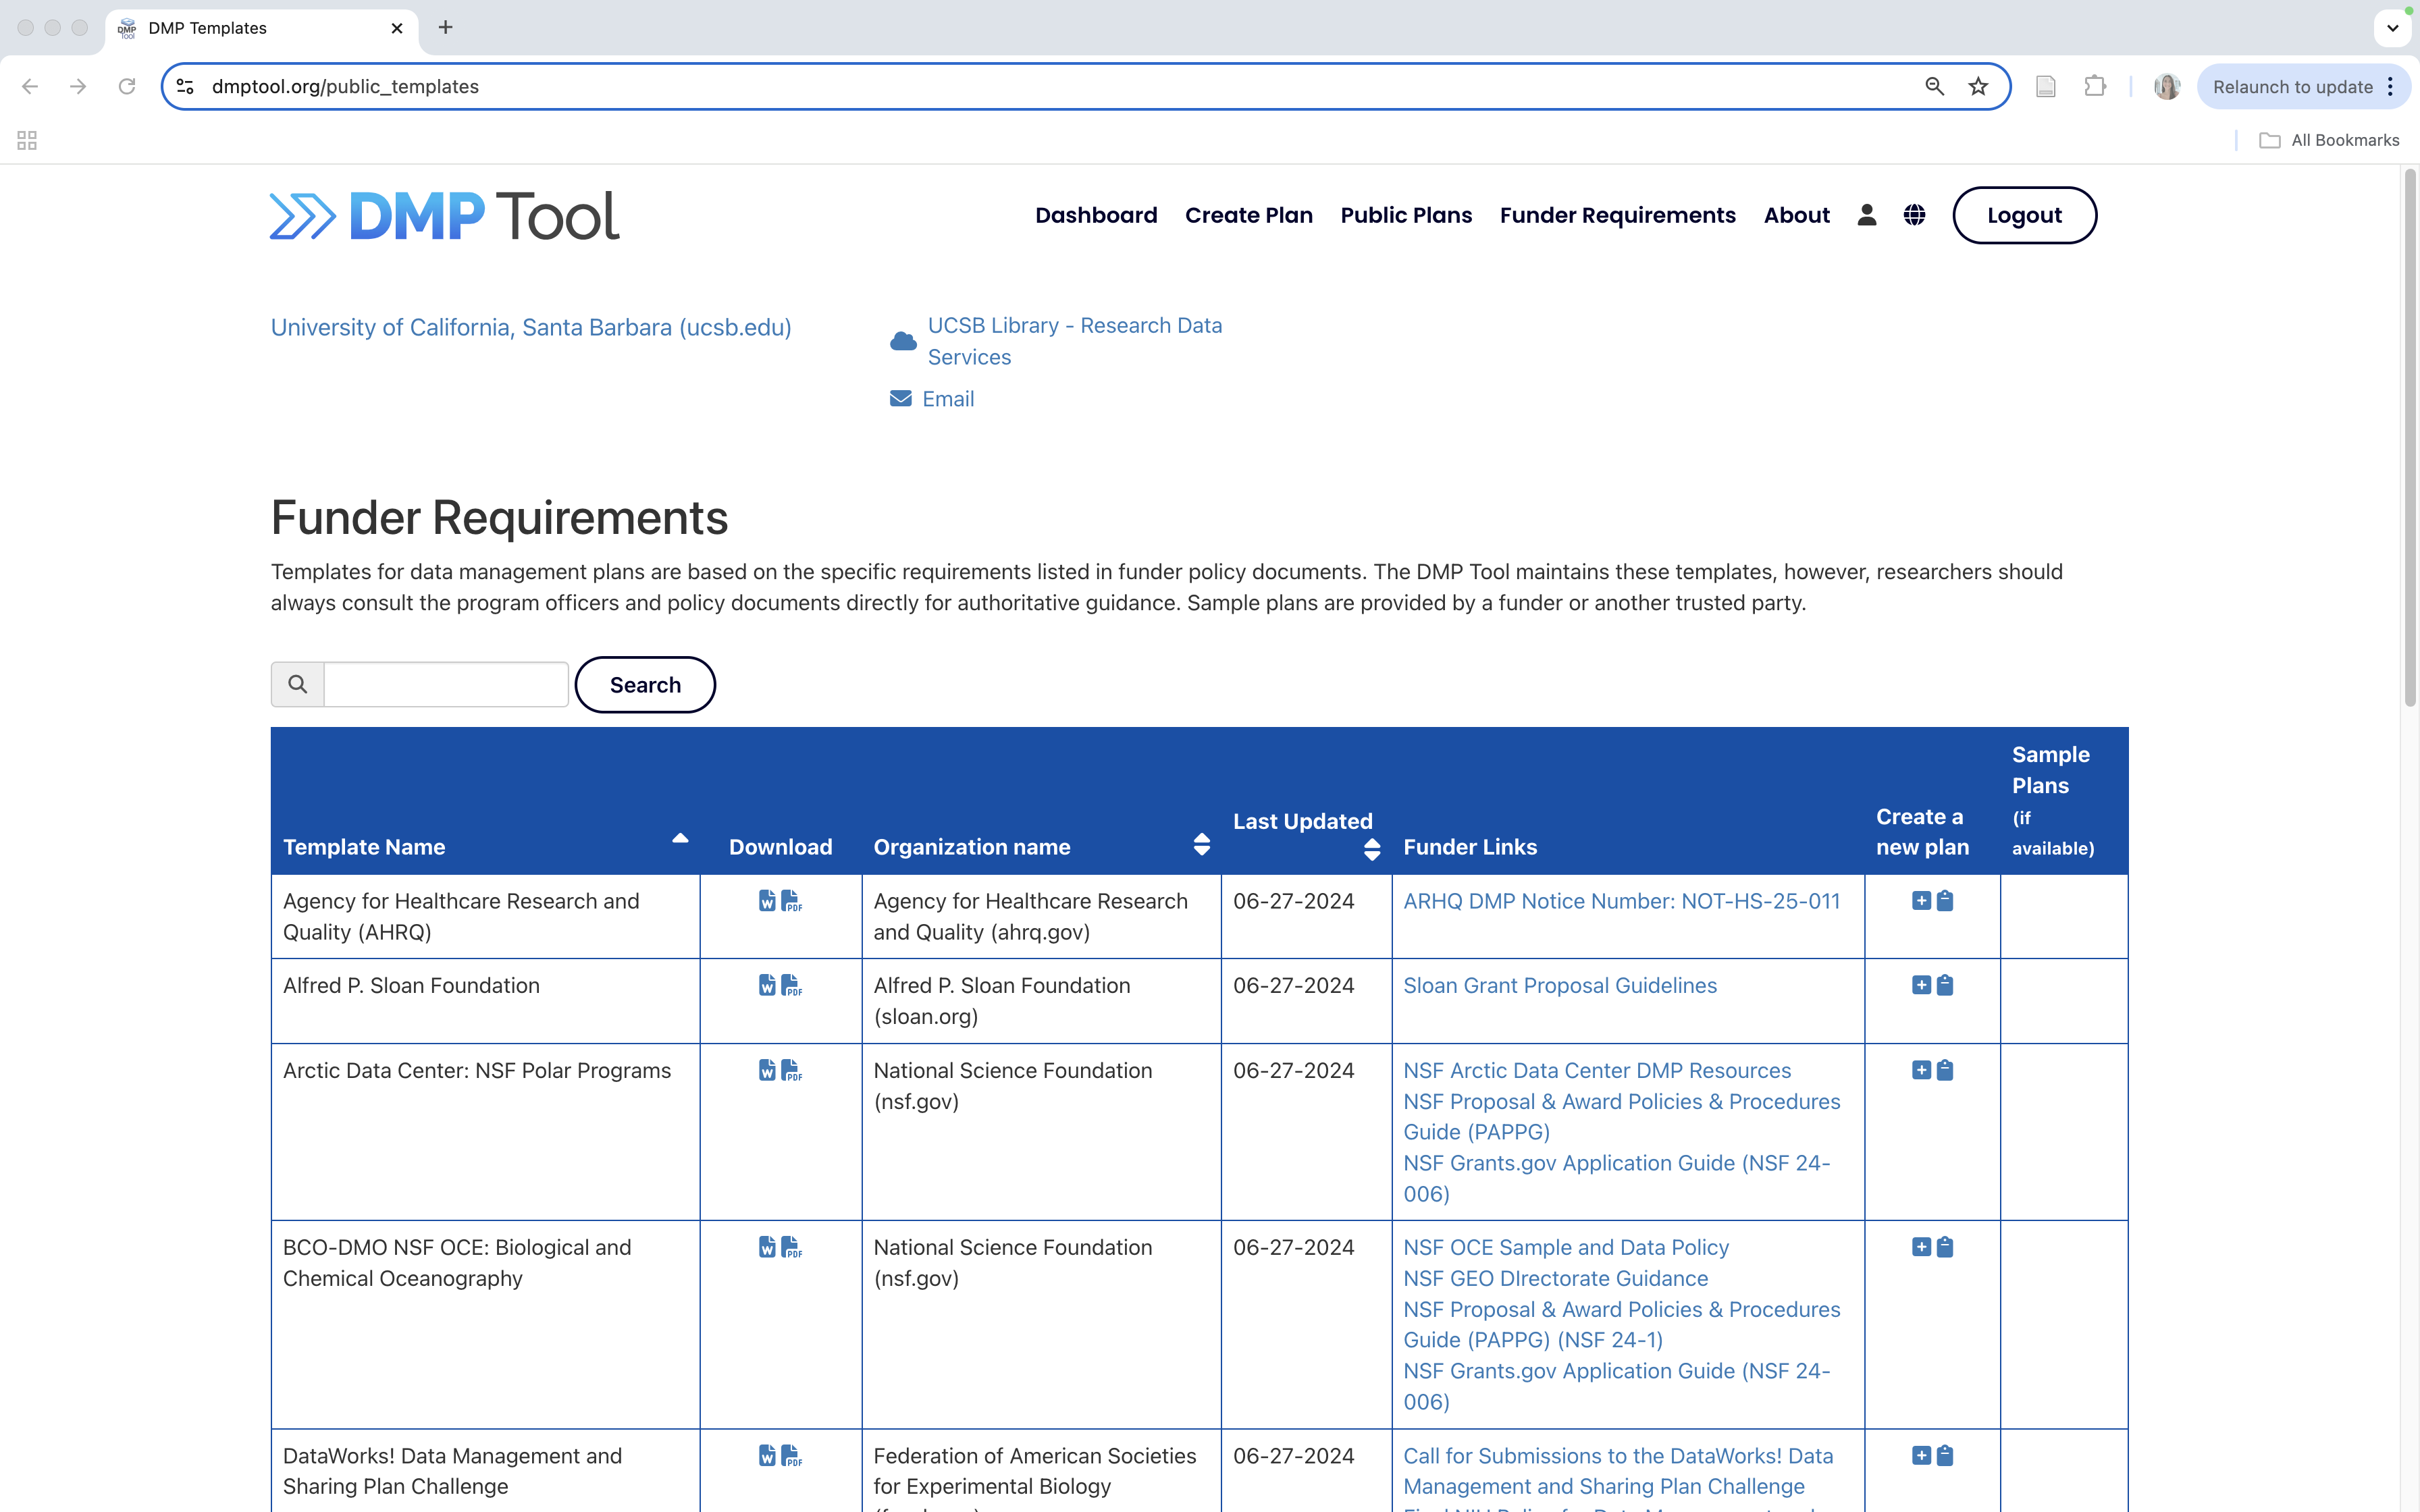 DMP Templates
dmptool.org/public_templates
Relaunch to update
All Bookmarks
DMP Tool
Dashboard Create Plan Public Plans Funder Requirements About Logout
University of California, Santa Barbara (ucsb.edu)
UCSB Library - Research Data
Services
Email
Funder Requirements
Templates for data management plans are based on the specific requirements listed in funder policy documents. The DMP Tool maintains these templates, however, researchers should
always consult the program officers and policy documents directly for authoritative guidance. Sample plans are provided by a funder or another trusted party.
Search
Template Name
Download
Organization name
Last Updated
Funder Links
Create a
new plan
Sample
Plans
(if
available)
Agency for Healthcare Research and
Quality (AHRQ)
W PDF
Agency for Healthcare Research
and Quality (ahrq.gov)
06-27-2024
ARHQ DMP Notice Number: NOT-HS-25-011
Alfred P. Sloan Foundation
W PDF
Alfred P. Sloan Foundation
(sloan.org)
06-27-2024
Sloan Grant Proposal Guidelines
Arctic Data Center: NSF Polar Programs
W PDF
National Science Foundation
(nsf.gov)
06-27-2024
NSF Arctic Data Center DMP Resources
NSF Proposal & Award Policies & Procedures
Guide (PAPPG)
NSF Grants.gov Application Guide (NSF 24-
006)
BCO-DMO NSF OCE: Biological and
Chemical Oceanography
W PDF
National Science Foundation
(nsf.gov)
06-27-2024
NSF OCE Sample and Data Policy
NSF GEO DIrectorate Guidance
NSF Proposal & Award Policies & Procedures
Guide (PAPPG) (NSF 24-1)
NSF Grants.gov Application Guide (NSF 24-
006)
DataWorks! Data Management and
Sharing Plan Challenge
W PDF
Federation of American Societies
for Experimental Biology
06-27-2024
Call for Submissions to the DataWorks! Data
Management and Sharing Plan Challenge